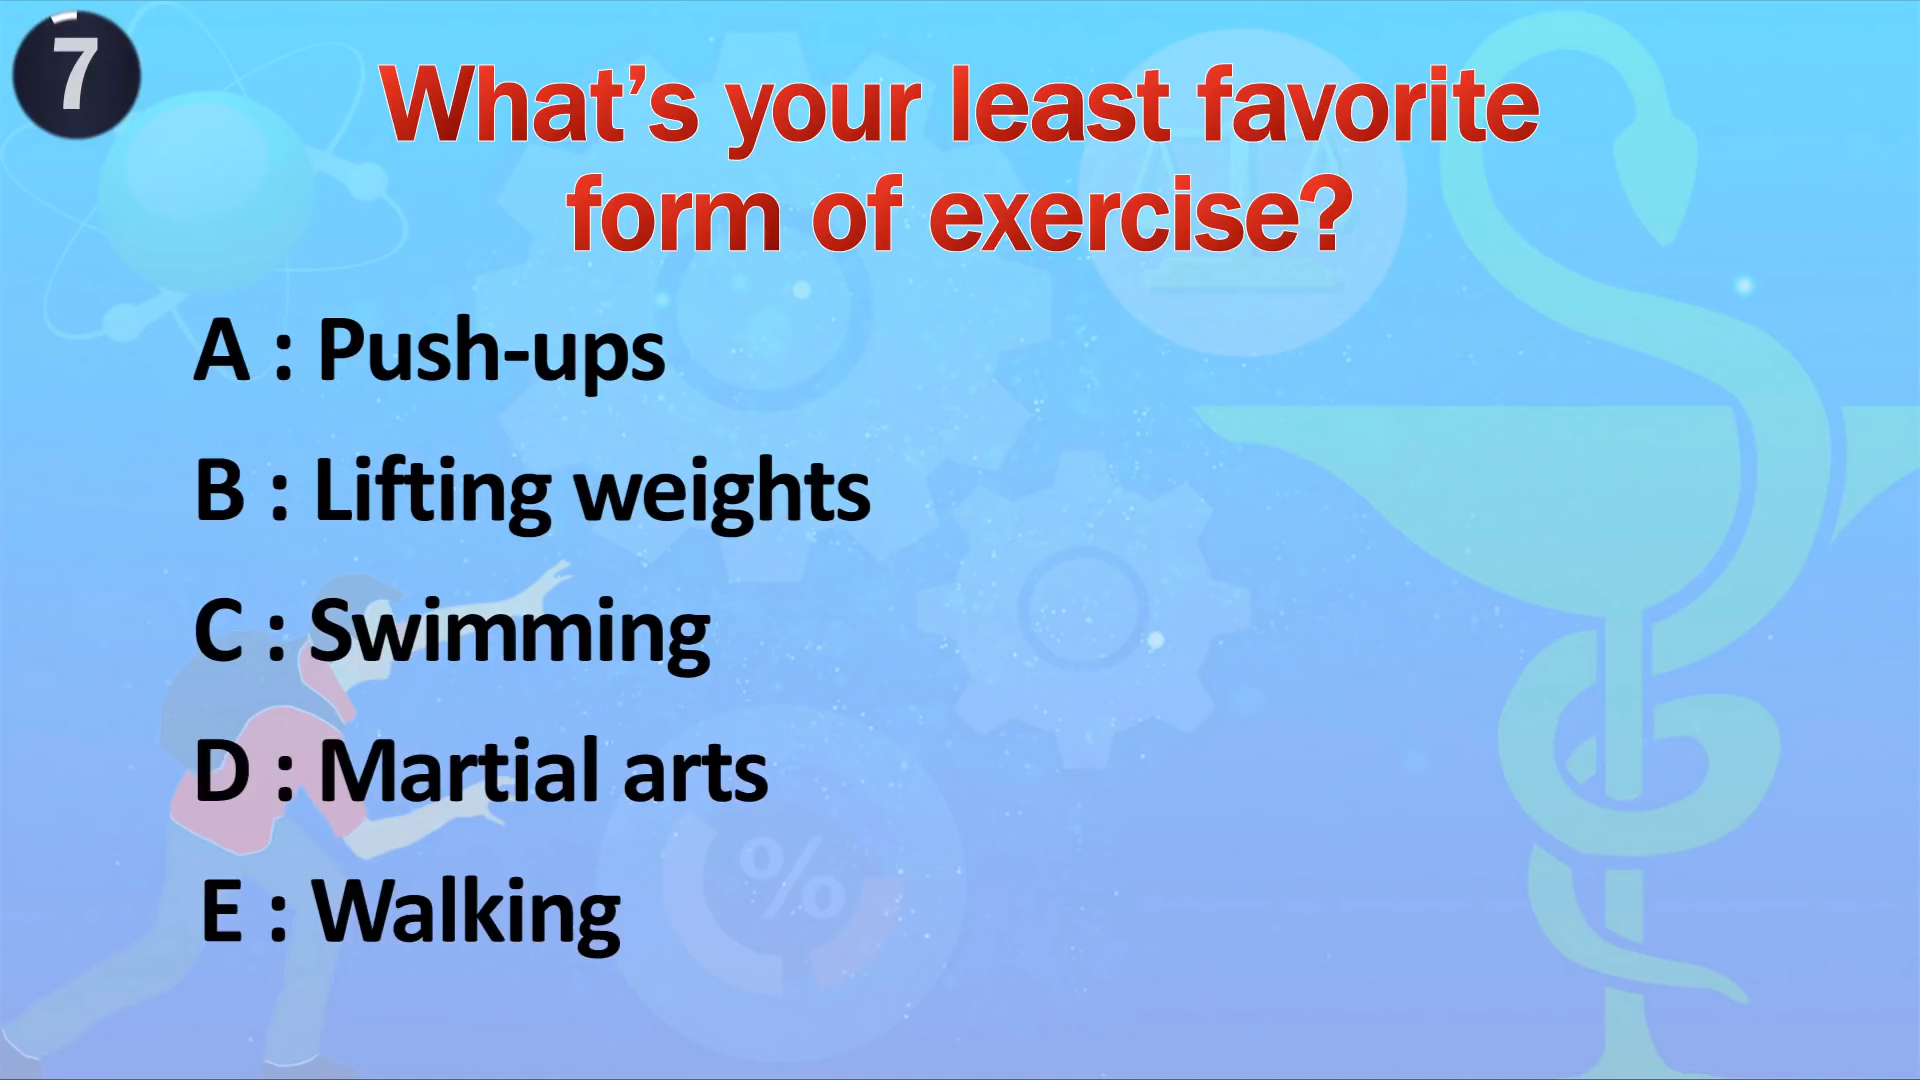 7
What’s your least favorite
form of exercise?
A : Push-ups
B : Lifting weights
C : Swimming
D : Martial arts
E : Walking
%